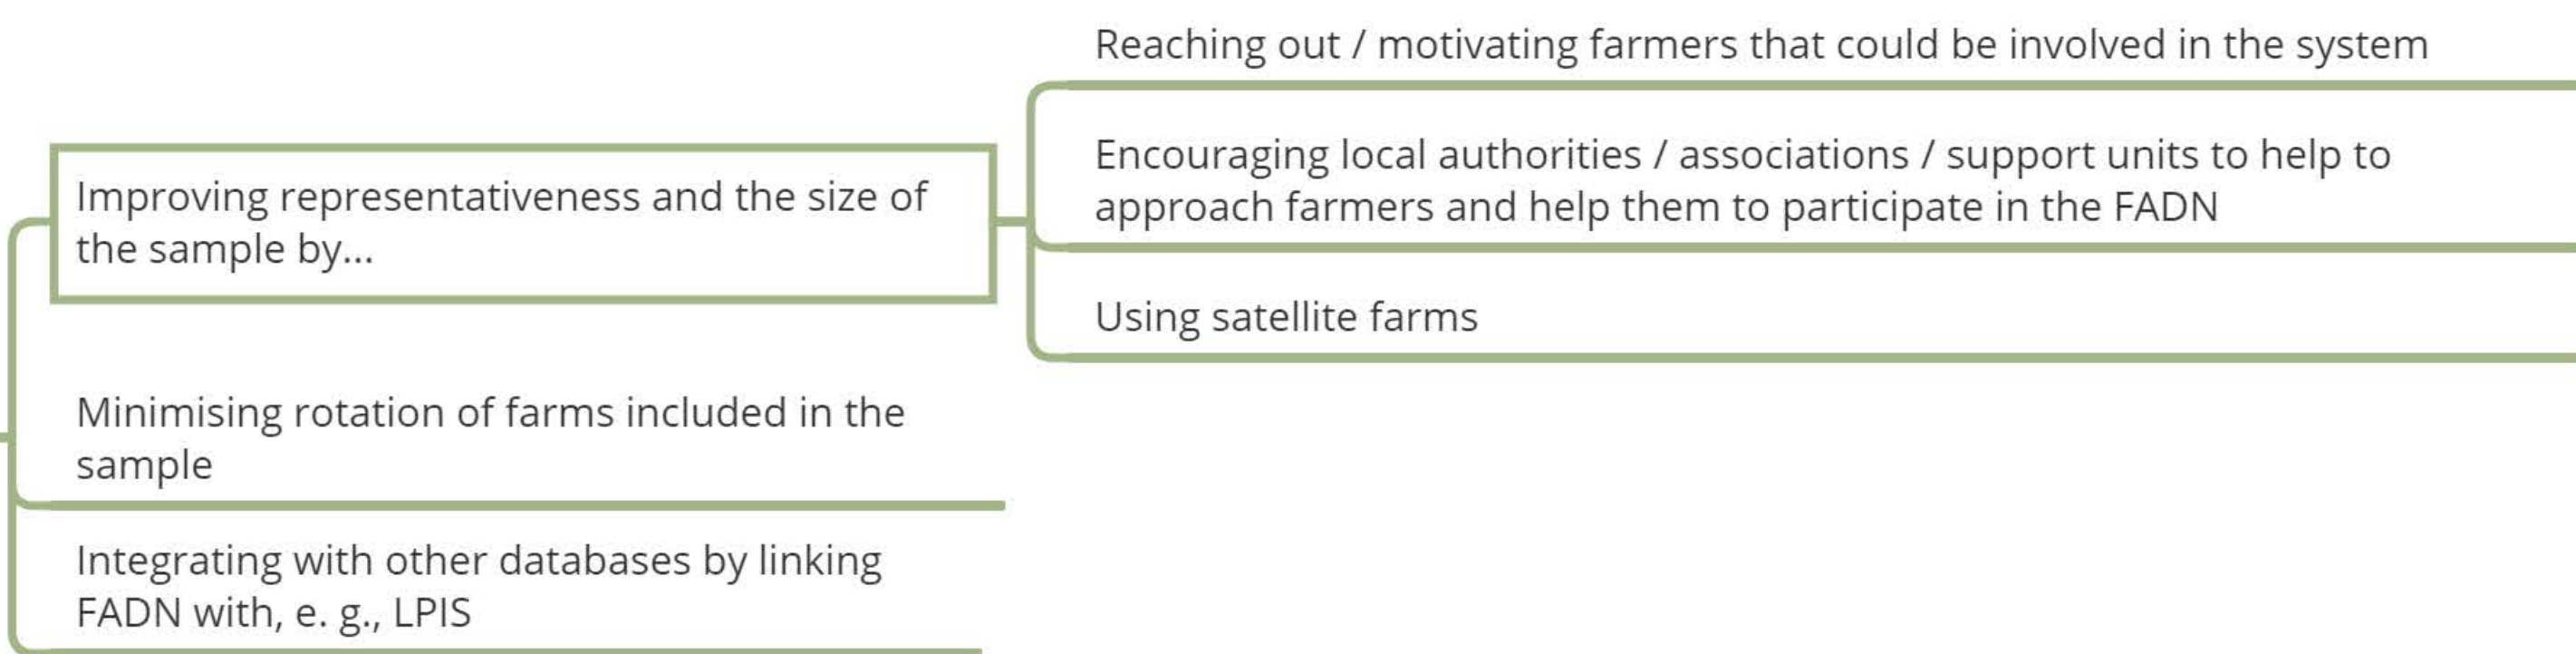 Reaching out / motivating farmers that could be involved in the system
Encouraging local authorities / associations / support units to help to
approach farmers and help them to participate in the FADN
Improving representativeness and the size of
the sample by...
Using satellite farms
Minimising rotation of farms included in the
sample
Integrating with other databases by linking
FADN with, e. g., LPIS